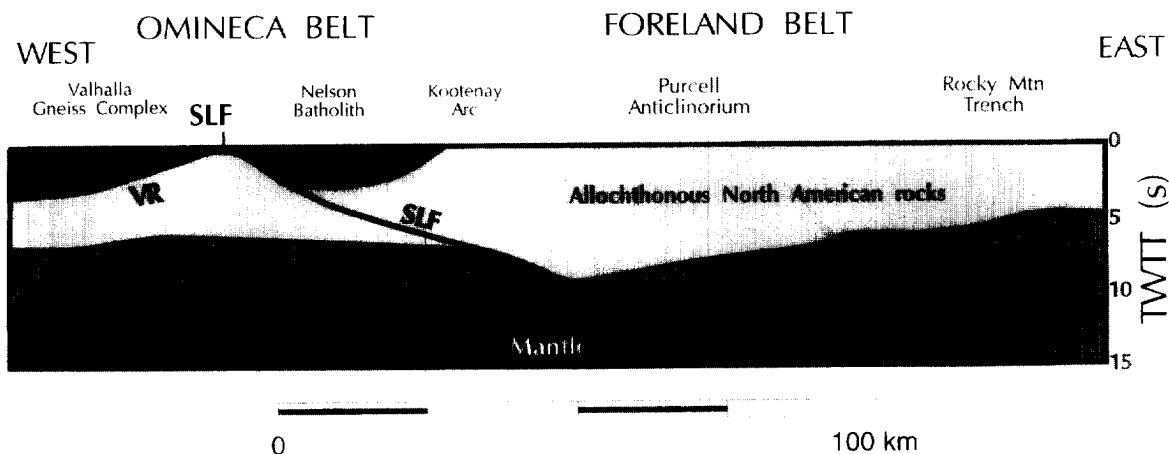 OMINECA BELT
FORELAND BELT
WEST
EAST
Valhalla
Gneiss Complex
SLF
Nelson
Batholith
Kootenay
Arc
Purcell
Anticlinorium
Rocky Mtn
Trench
VR
SLF
Allochthonous North American rocks
Mantle
0
5
10
15
TWTT (s)
0
100 km